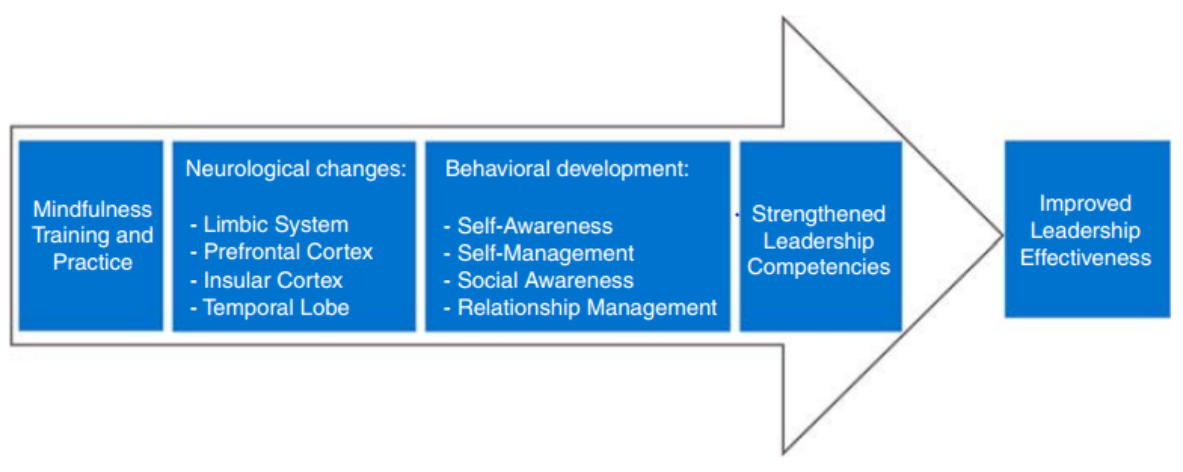 Mindfulness
Training and
Practice
Neurological changes:
- Limbic System
- Prefrontal Cortex
- Insular Cortex
- Temporal Lobe
Behavioral development:
- Self-Awareness
- Self-Management
- Social Awareness
- Relationship Management
Strengthened
Leadership
Competencies
Improved
Leadership
Effectiveness